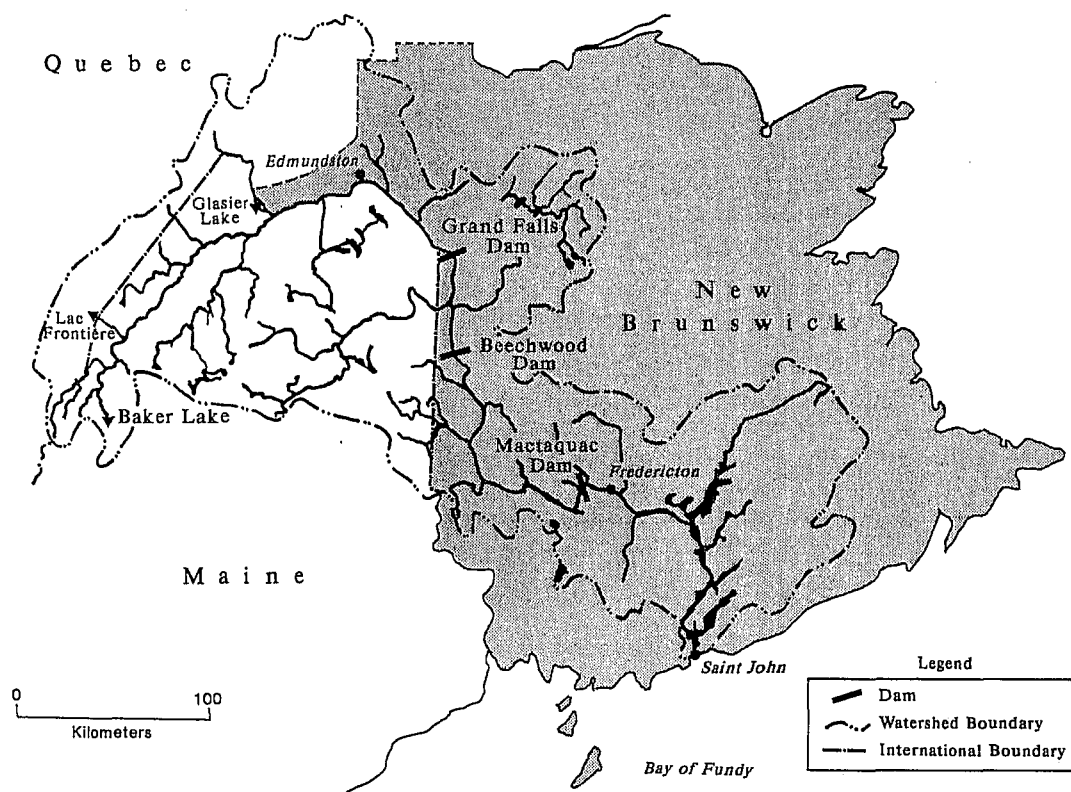 Quebec
Edmundston
Glasier
Lake
Grand Falls
Dam
New
Brunswick
Lac
Frontière
Beechwood
Dam
Baker Lake
Mactaquac
Dam
Fredericton
Maine
Saint John
Legend
Dam
Watershed Boundary
International Boundary
0 100
Kilometers
Bay of Fundy